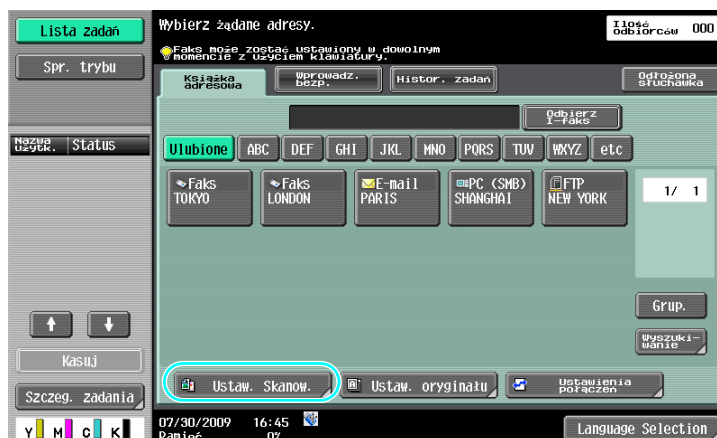 Lista zadań
Spr. trybu
Nazwa użytk.
Status
Kasuj
Szczeg. zadania
Y M C K
Wybierz żądane adresy.
Faks może zostać ustawiony w dowolnym
momencie z użyciem klawiatury.
Ilość
odbiorców
000
Książka
adresowa
Wprowadz.
bezp.
Histor. zadań
Odłożona
słuchawka
Odbierz
I-faks
Ulubione ABC DEF GHI JKL MNO PQRS TUV WXYZ etc
Faks
TOKYO
Faks
LONDON
E-mail
PARIS
PC (SMB)
SHANGHAI
FTP
NEW YORK
1/ 1
Grup.
Wyszuki-
wanie
Ustaw. Skanow.
Ustaw. oryginału
Ustawienia
połączeń
07/30/2009 16:45
Pamięć 0%
Language Selection